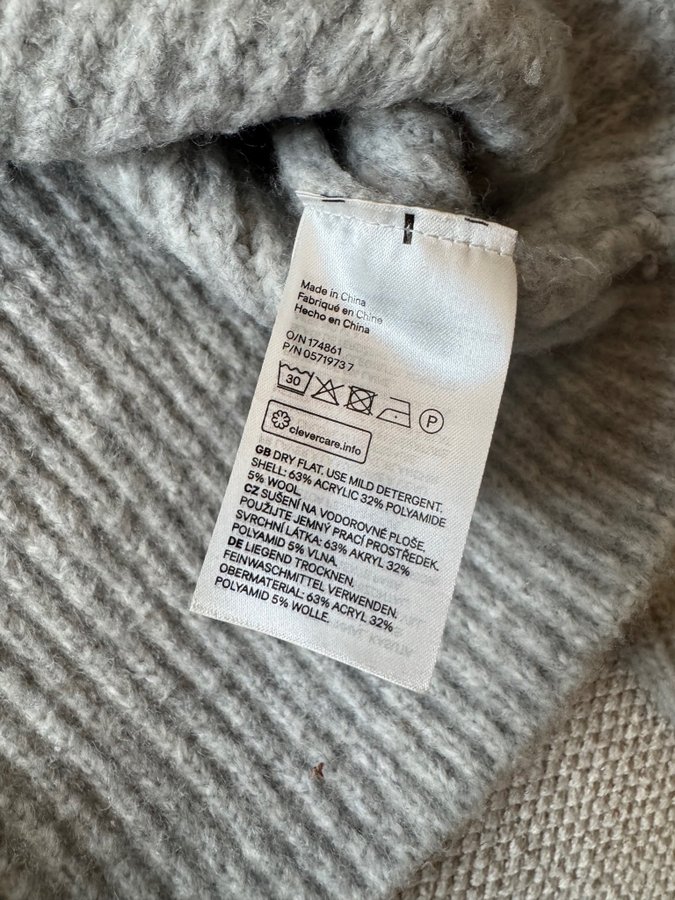 Made in China
Fabriqué en Chine
Hecho en China
O/N 174861
P/N 0571973 7
30
P
clevercare.info
GB DRY FLAT. USE MILD DETERGENT.
SHELL: 63% ACRYLIC 32% POLYAMIDE
5% WOOL
CZ SUŠENÍ NA VODOROVNÉ PLOŠE.
POUŽIJTE JEMNÝ PRACÍ PROSTŘEDEK.
SVRCHNÍ LÁTKA: 63% AKRYL 32%
POLYAMID 5% VLNA.
DE LIEGEND TROCKNEN.
FEINWASCHMITTEL VERWENDEN.
OBERMATERIAL: 63% ACRYL 32%
POLYAMID 5% WOLLE.